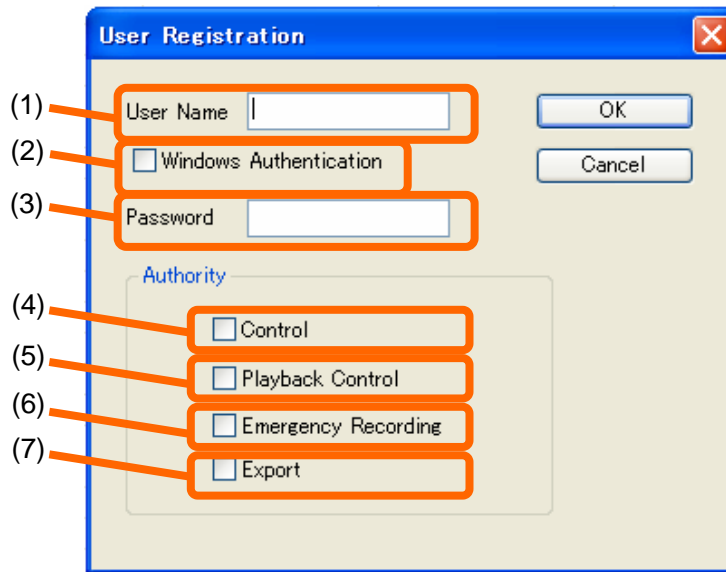 User Registration
(1) User Name OK
(2) Windows Authentication Cancel
(3) Password
Authority
(4) Control
(5) Playback Control
(6) Emergency Recording
(7) Export